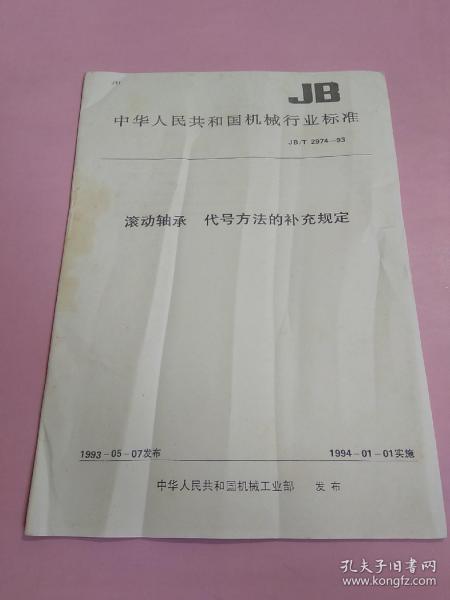 JB
中华人民共和国机械行业标准
JB/T 2974-93
滚动轴承 代号方法的补充规定
1993-05-07发布
1994-01-01实施
中华人民共和国机械工业部 发布
孔夫子旧书网
www.kongfz.com